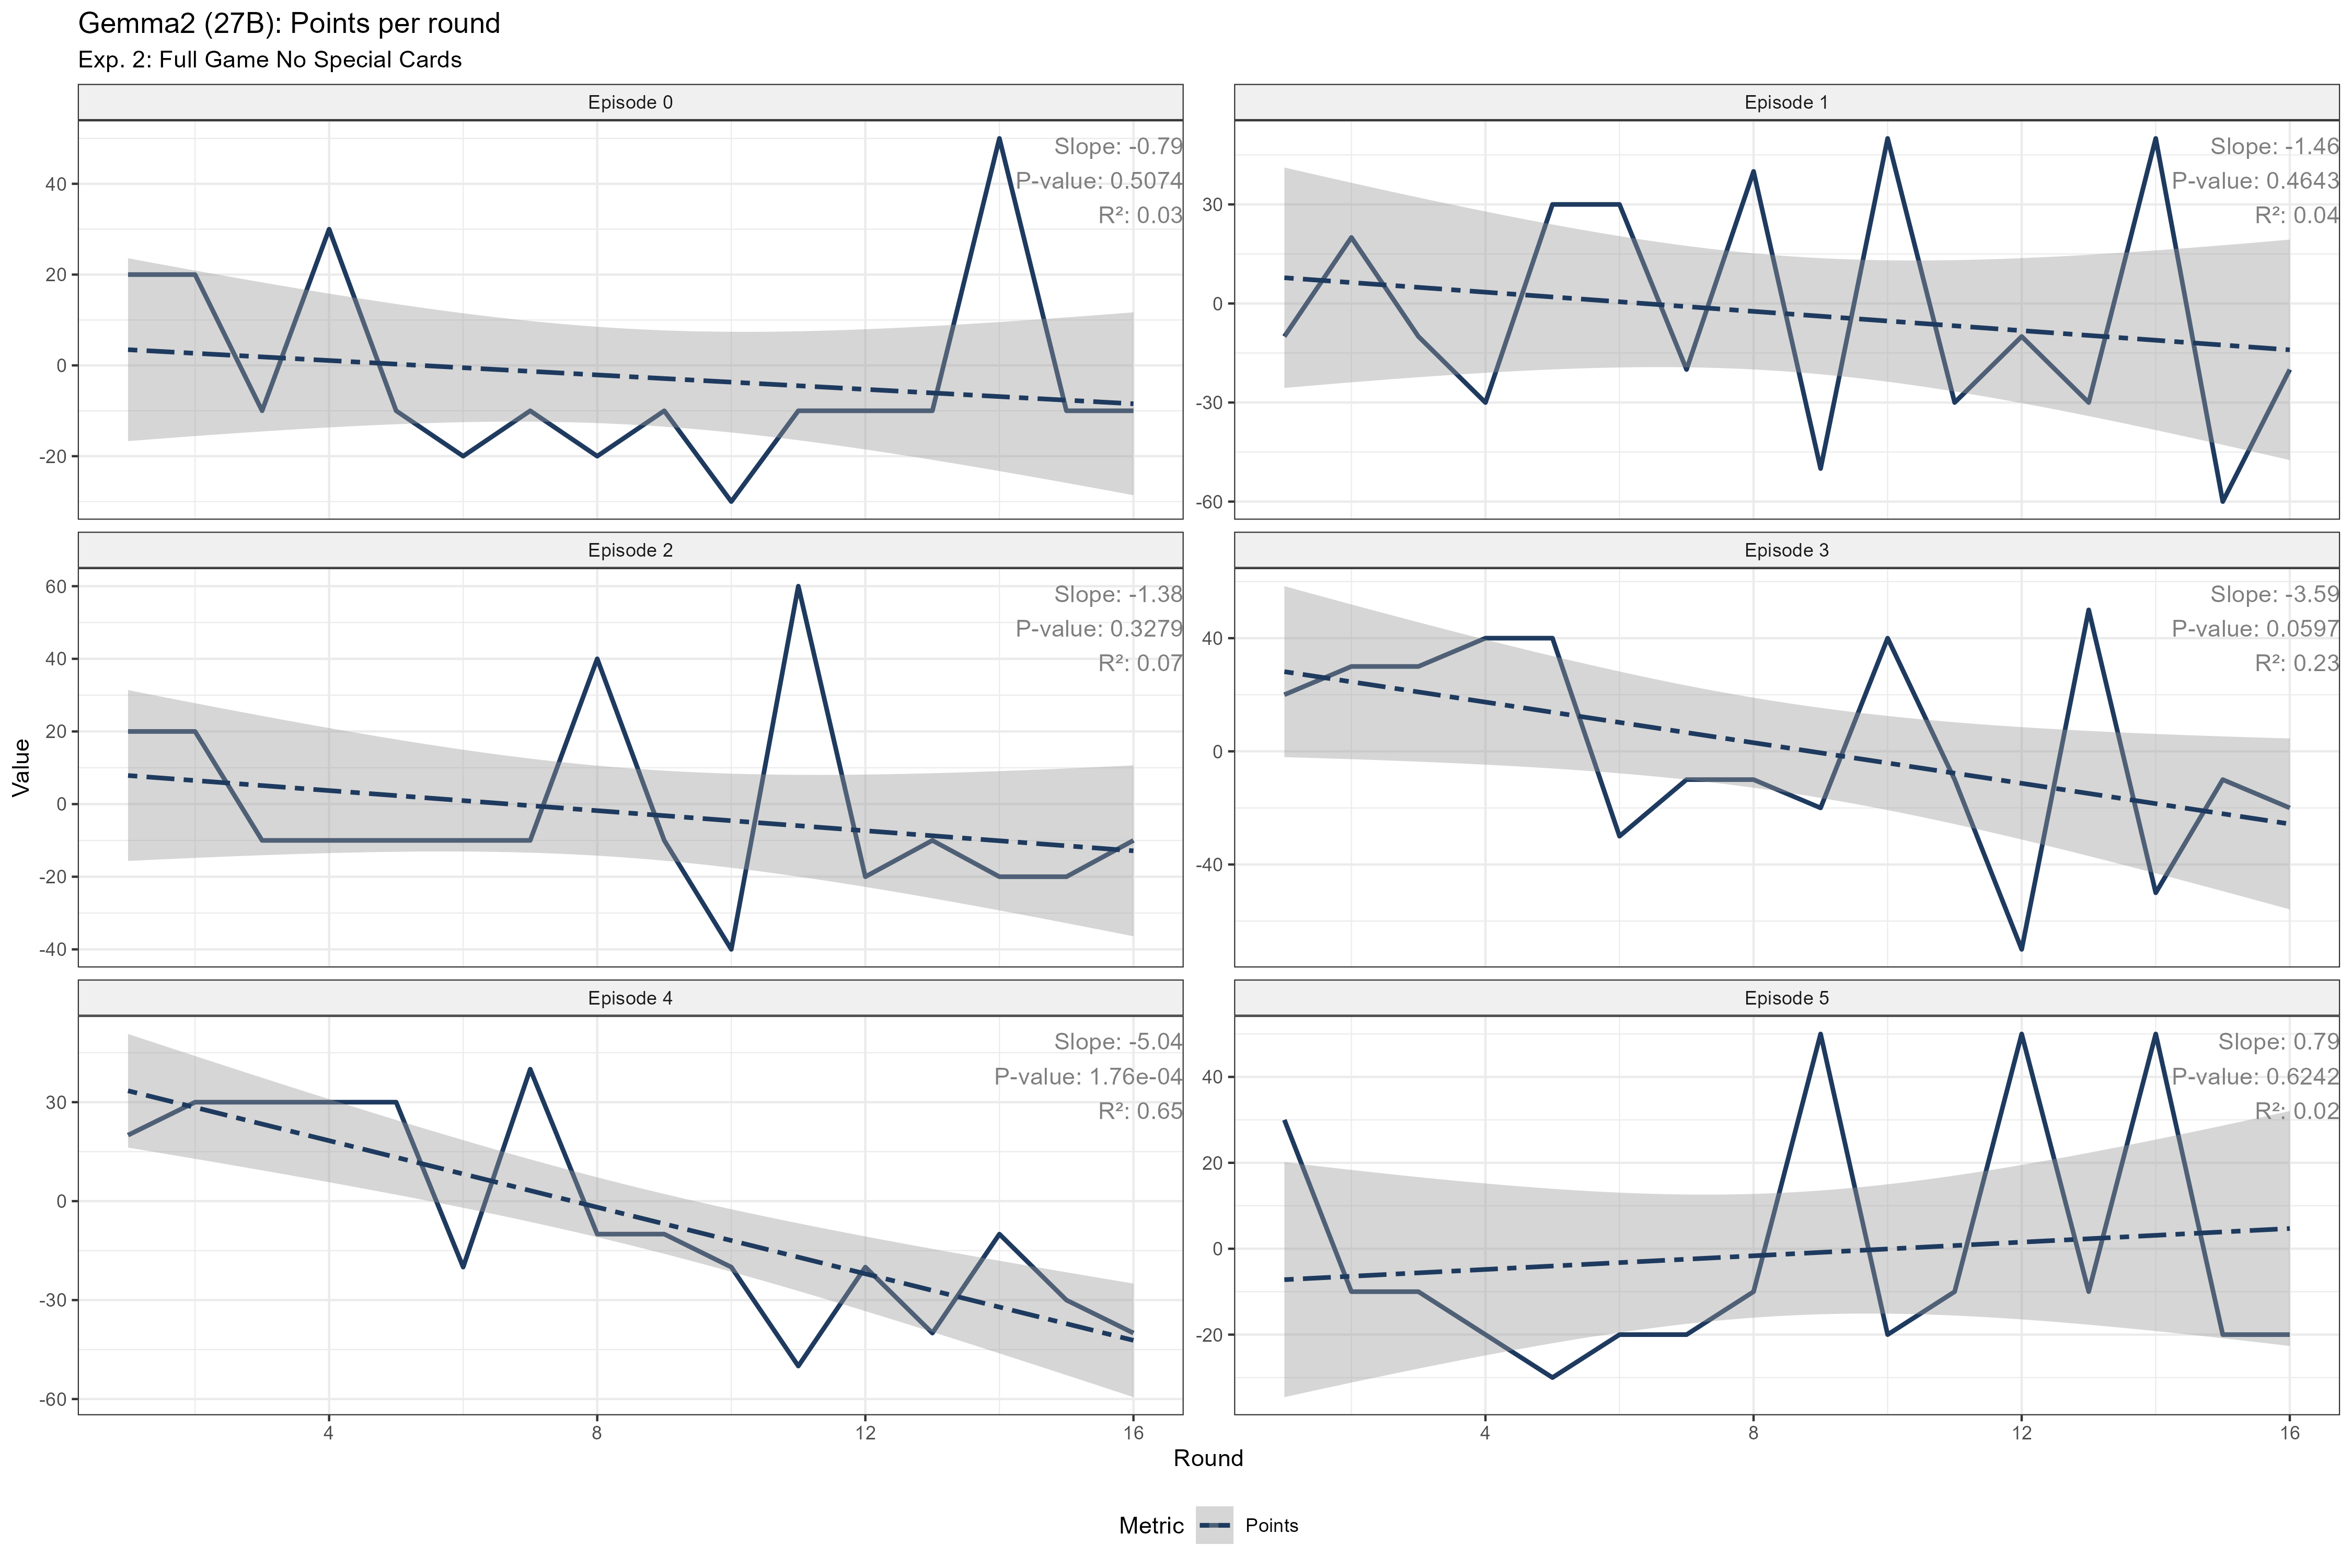 Gemma2 (27B): Points per round
Exp. 2: Full Game No Special Cards
Episode 0
Slope: -0.79
P-value: 0.5074
R²: 0.03
40
20
0
-20
Episode 1
Slope: -1.46
P-value: 0.4643
R²: 0.04
30
0
-30
-60
Episode 2
Slope: -1.38
P-value: 0.3279
R²: 0.07
60
40
20
0
-20
-40
Episode 3
Slope: -3.59
P-value: 0.0597
R²: 0.23
40
0
-40
Value
Episode 4
Slope: -5.04
P-value: 1.76e-04
R²: 0.65
30
0
-30
-60
4 8 12 16
Episode 5
Slope: 0.79
P-value: 0.6242
R²: 0.02
40
20
0
-20
4 8 12 16
Round
Metric Points